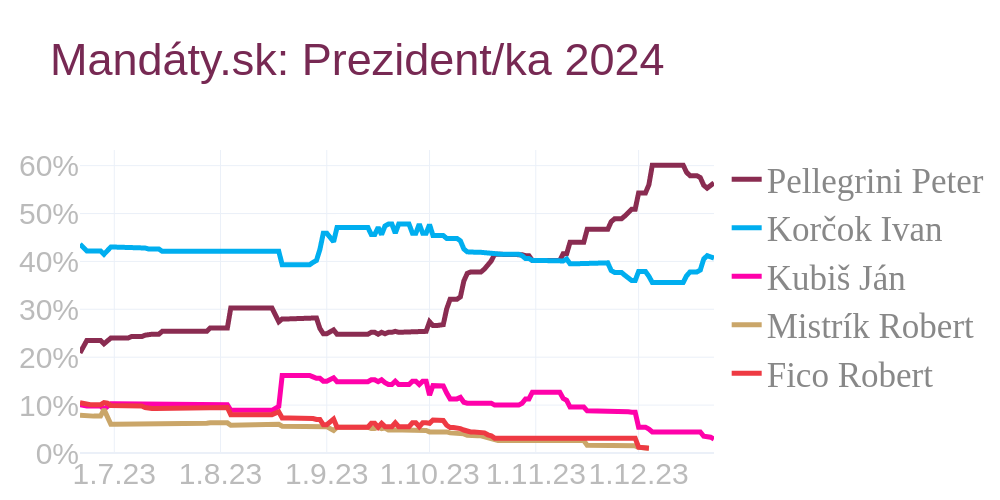 Mandáty.sk: Prezident/ka 2024
60%
50%
40%
30%
20%
10%
0%
1.7.23 1.8.23 1.9.23 1.10.23 1.11.23 1.12.23
Pellegrini Peter
Korčok Ivan
Kubiš Ján
Mistrík Robert
Fico Robert